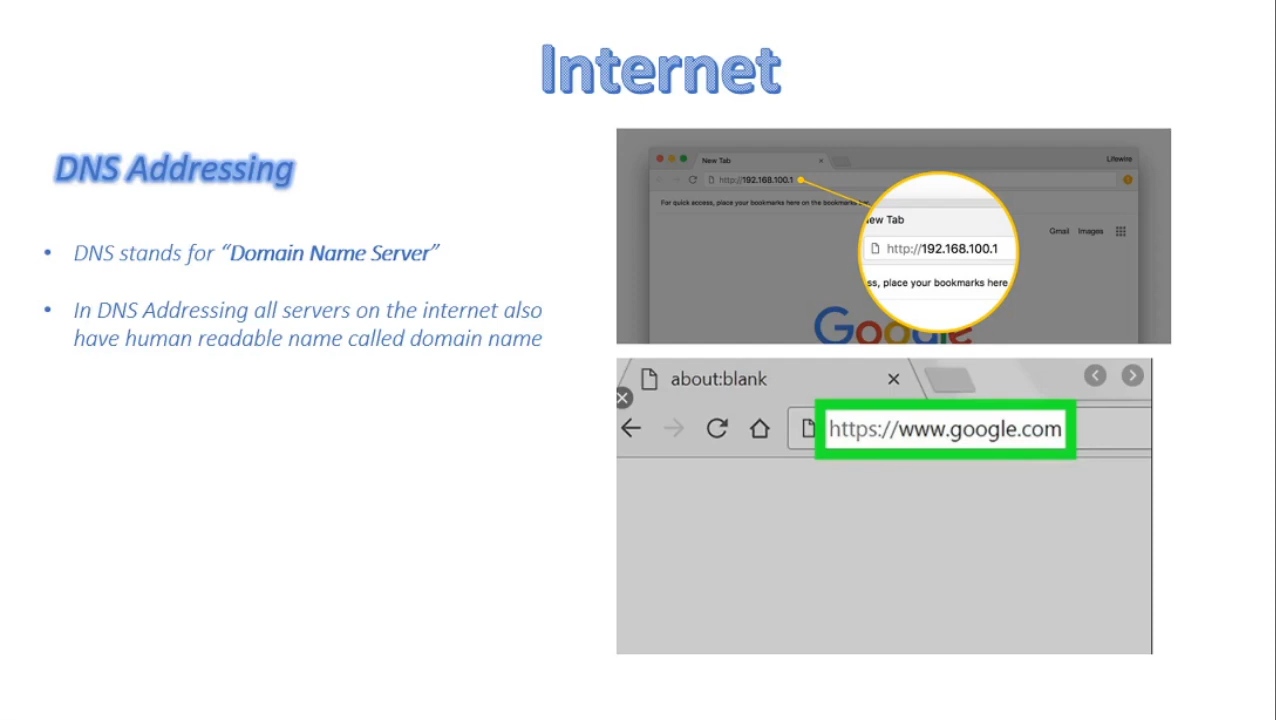 Internet
DNS Addressing
• DNS stands for “Domain Name Server”
• In DNS Addressing all servers on the internet also
have human readable name called domain name
New Tab
Lifewire
http://192.168.100.1
For quick access, place your bookmarks here on the bookmarks
Gmail Images
ew Tab
http://192.168.100.1
ss, place your bookmarks here
Google
about:blank
https://www.google.com